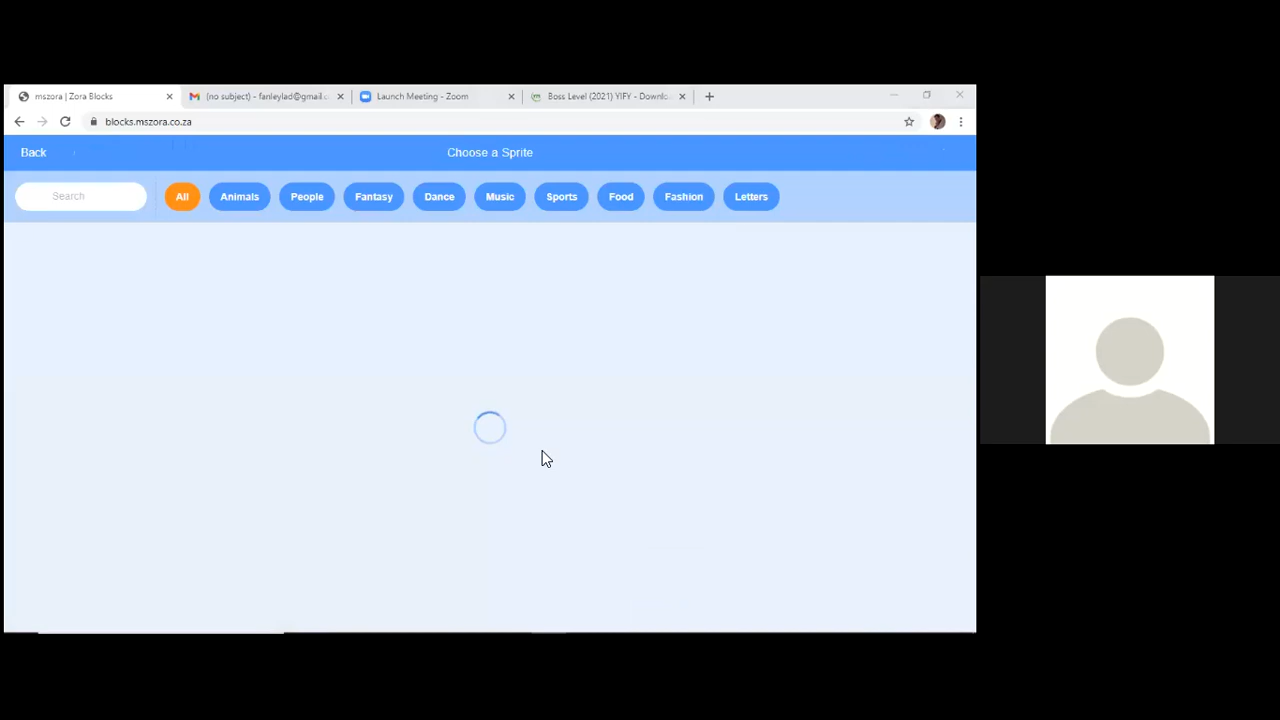 mszora | Zora Blocks
(no subject) - fanleylad@gmail.c
Launch Meeting - Zoom
Boss Level (2021) YIFY - Downlo
blocks.mszora.co.za
Back
Choose a Sprite
Search
All
Animals
People
Fantasy
Dance
Music
Sports
Food
Fashion
Letters